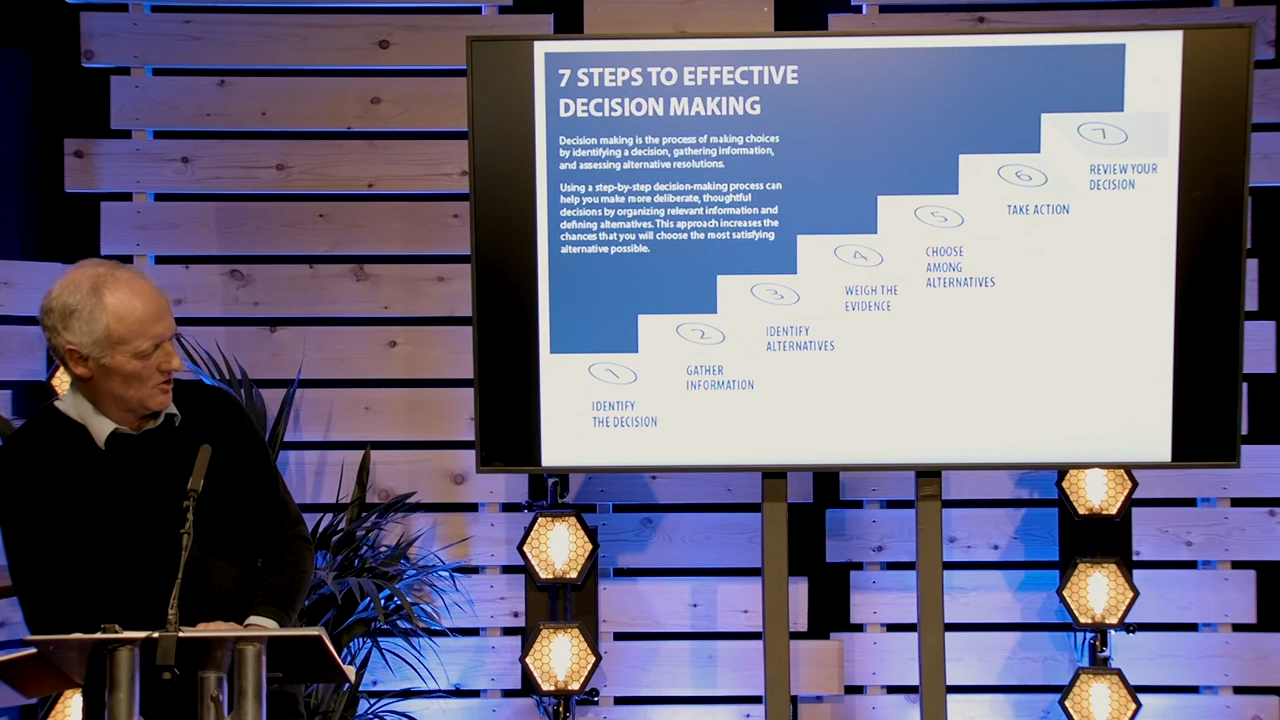 7 STEPS TO EFFECTIVE
DECISION MAKING
Decision making is the process of making choices
by identifying a decision, gathering information,
and assessing alternative resolutions.
Using a step-by-step decision-making process can
help you make more deliberate, thoughtful
decisions by organizing relevant information and
defining alternatives. This approach increases the
chances that you will choose the most satisfying
alternative possible.
1
IDENTIFY
THE DECISION
2
GATHER
INFORMATION
3
IDENTIFY
ALTERNATIVES
4
WEIGH THE
EVIDENCE
5
CHOOSE
AMONG
ALTERNATIVES
6
TAKE ACTION
7
REVIEW YOUR
DECISION